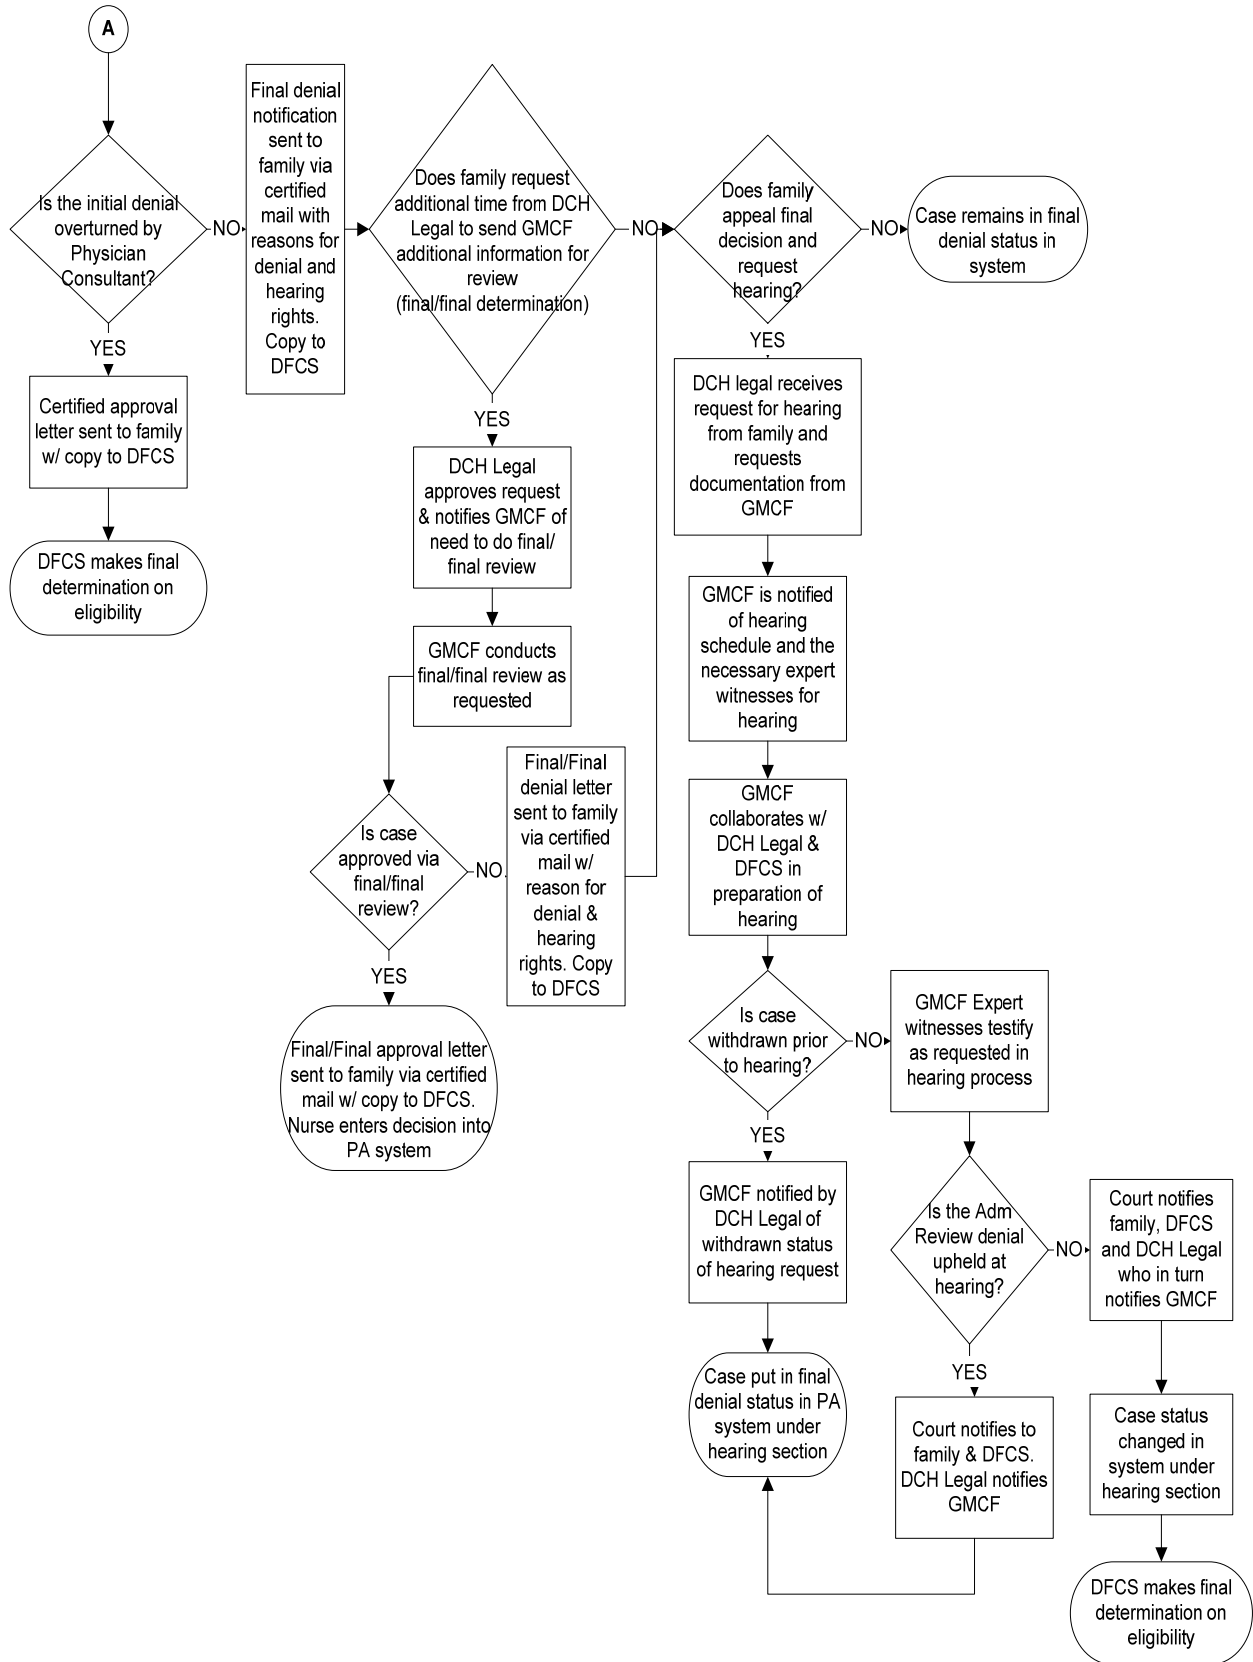 A
Is the initial denial
overturned by
Physician
Consultant?
NO
YES
Certified approval
letter sent to family
w/ copy to DFCS
DFCS makes final
determination on
eligibility
Final denial
notification
sent to
family via
certified
mail with
reasons for
denial and
hearing
rights.
Copy to
DFCS
Does family request
additional time from DCH
Legal to send GMCF
additional information for
review
(final/final determination)
NO
YES
DCH Legal
approves request
& notifies GMCF of
need to do final/
final review
GMCF conducts
final/final review as
requested
Is case
approved via
final/final
review?
NO
YES
Final/Final approval letter
sent to family via certified
mail w/ copy to DFCS.
Nurse enters decision into
PA system
Final/Final
denial letter
sent to family
via certified
mail w/
reason for
denial &
hearing
rights. Copy
to DFCS
Does family
appeal final
decision and
request
hearing?
NO
Case remains in final
denial status in
system
YES
DCH legal receives
request for hearing
from family and
requests
documentation from
GMCF
GMCF is notified
of hearing
schedule and the
necessary expert
witnesses for
hearing
GMCF
collaborates w/
DCH Legal &
DFCS in
preparation of
hearing
Is case
withdrawn prior
to hearing?
NO
YES
GMCF notified by
DCH Legal of
withdrawn status
of hearing request
Case put in final
denial status in PA
system under
hearing section
GMCF Expert
witnesses testify
as requested in
hearing process
Is the Adm
Review denial
upheld at
hearing?
NO
YES
Court notifies to
family & DFCS.
DCH Legal notifies
GMCF
Court notifies
family, DFCS
and DCH Legal
who in turn
notifies GMCF
Case status
changed in
system under
hearing section
DFCS makes final
determination on
eligibility